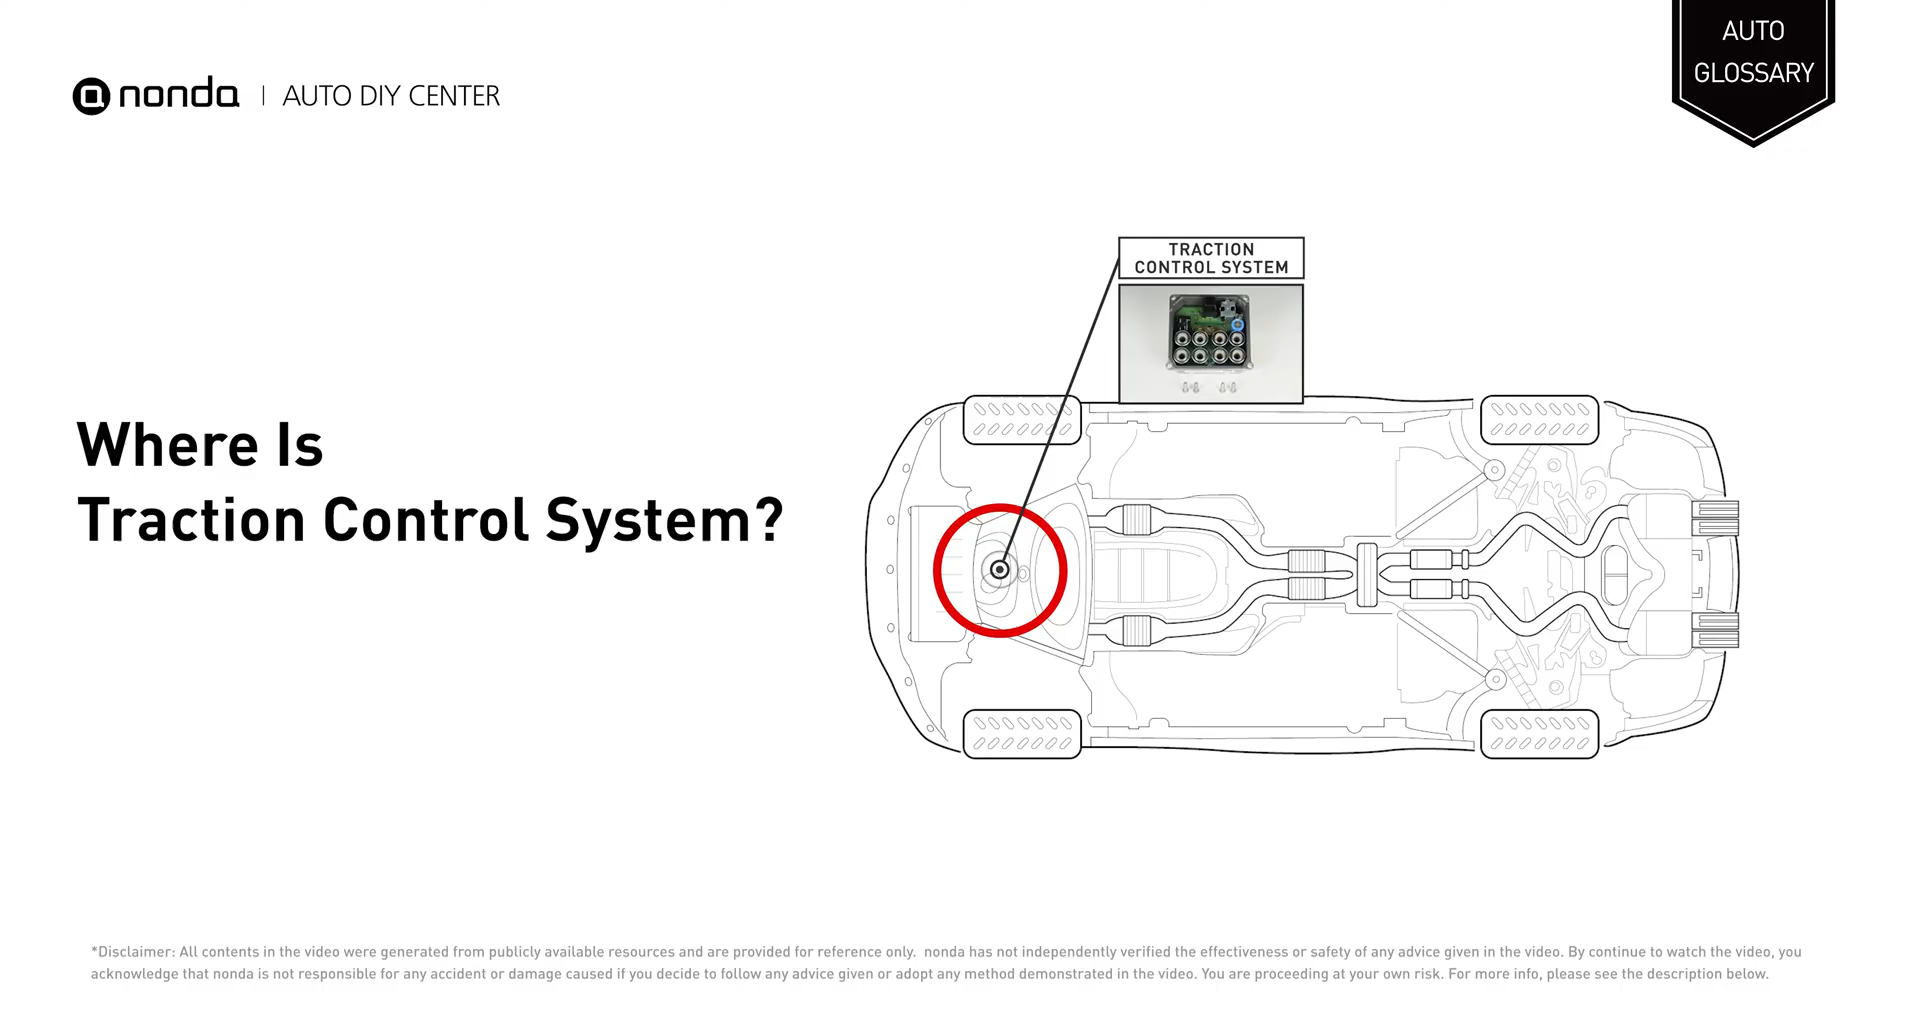 nonda | AUTO DIY CENTER
AUTO
GLOSSARY
TRACTION
CONTROL SYSTEM
Where Is
Traction Control System?
*Disclaimer: All contents in the video were generated from publicly available resources and are provided for reference only. nonda has not independently verified the effectiveness or safety of any advice given in the video. By continue to watch the video, you
acknowledge that nonda is not responsible for any accident or damage caused if you decide to follow any advice given or adopt any method demonstrated in the video. You are proceeding at your own risk. For more info, please see the description below.